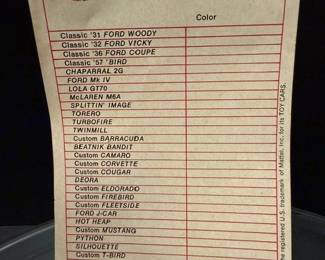 Color
Classic '31 FORD WOODY
Classic '32 FORD VICKY
Classic '36 FORD COUPE
Classic '57 'BIRD
CHAPARRAL 2G
FORD Mk IV
LOLA GT70
McLAREN M6A
SPLITTIN' IMAGE
TORERO
TURBOFIRE
TWINMILL
Custom BARRACUDA
BEATNIK BANDIT
Custom CAMARO
Custom CORVETTE
Custom COUGAR
DEORA
Custom ELDORADO
Custom FIREBIRD
Custom FLEETSIDE
FORD J-CAR
HOT HEAP
Custom MUSTANG
PYTHON
SILHOUETTE
Custom T-BIRD
the registered U.S. trademark of Mattel, Inc. for its TOY CARS.